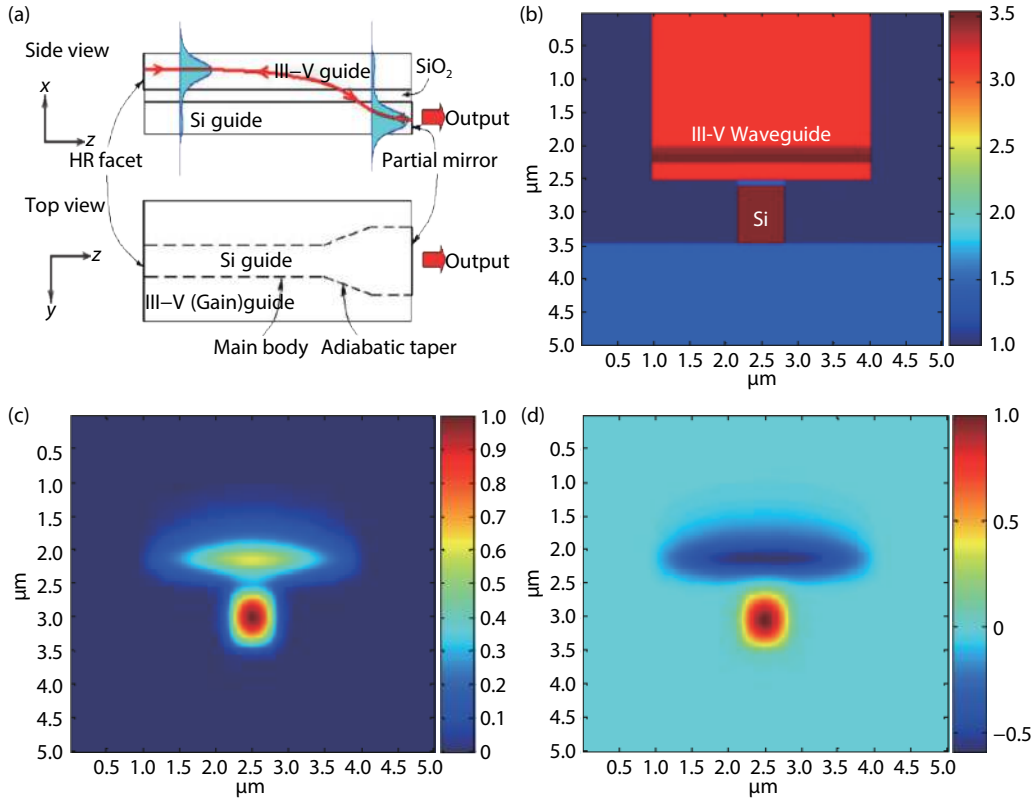 (a)
Side view
x
z
III–V guide
SiO2
Si guide
Output
HR facet
Partial mirror
Top view
z
y
Si guide
III–V (Gain)guide
Output
Main body
Adiabatic taper
(b)
0.5
1.0
1.5
2.0
2.5
3.0
3.5
4.0
4.5
5.0
μm
III-V Waveguide
Si
0.5 1.0 1.5 2.0 2.5 3.0 3.5 4.0 4.5 5.0
μm
3.5
3.0
2.5
2.0
1.5
1.0
(c)
0.5
1.0
1.5
2.0
2.5
3.0
3.5
4.0
4.5
5.0
μm
0.5 1.0 1.5 2.0 2.5 3.0 3.5 4.0 4.5 5.0
μm
1.0
0.9
0.8
0.7
0.6
0.5
0.4
0.3
0.2
0.1
0
(d)
0.5
1.0
1.5
2.0
2.5
3.0
3.5
4.0
4.5
5.0
μm
0.5 1.0 1.5 2.0 2.5 3.0 3.5 4.0 4.5 5.0
μm
1.0
0.5
0
−0.5